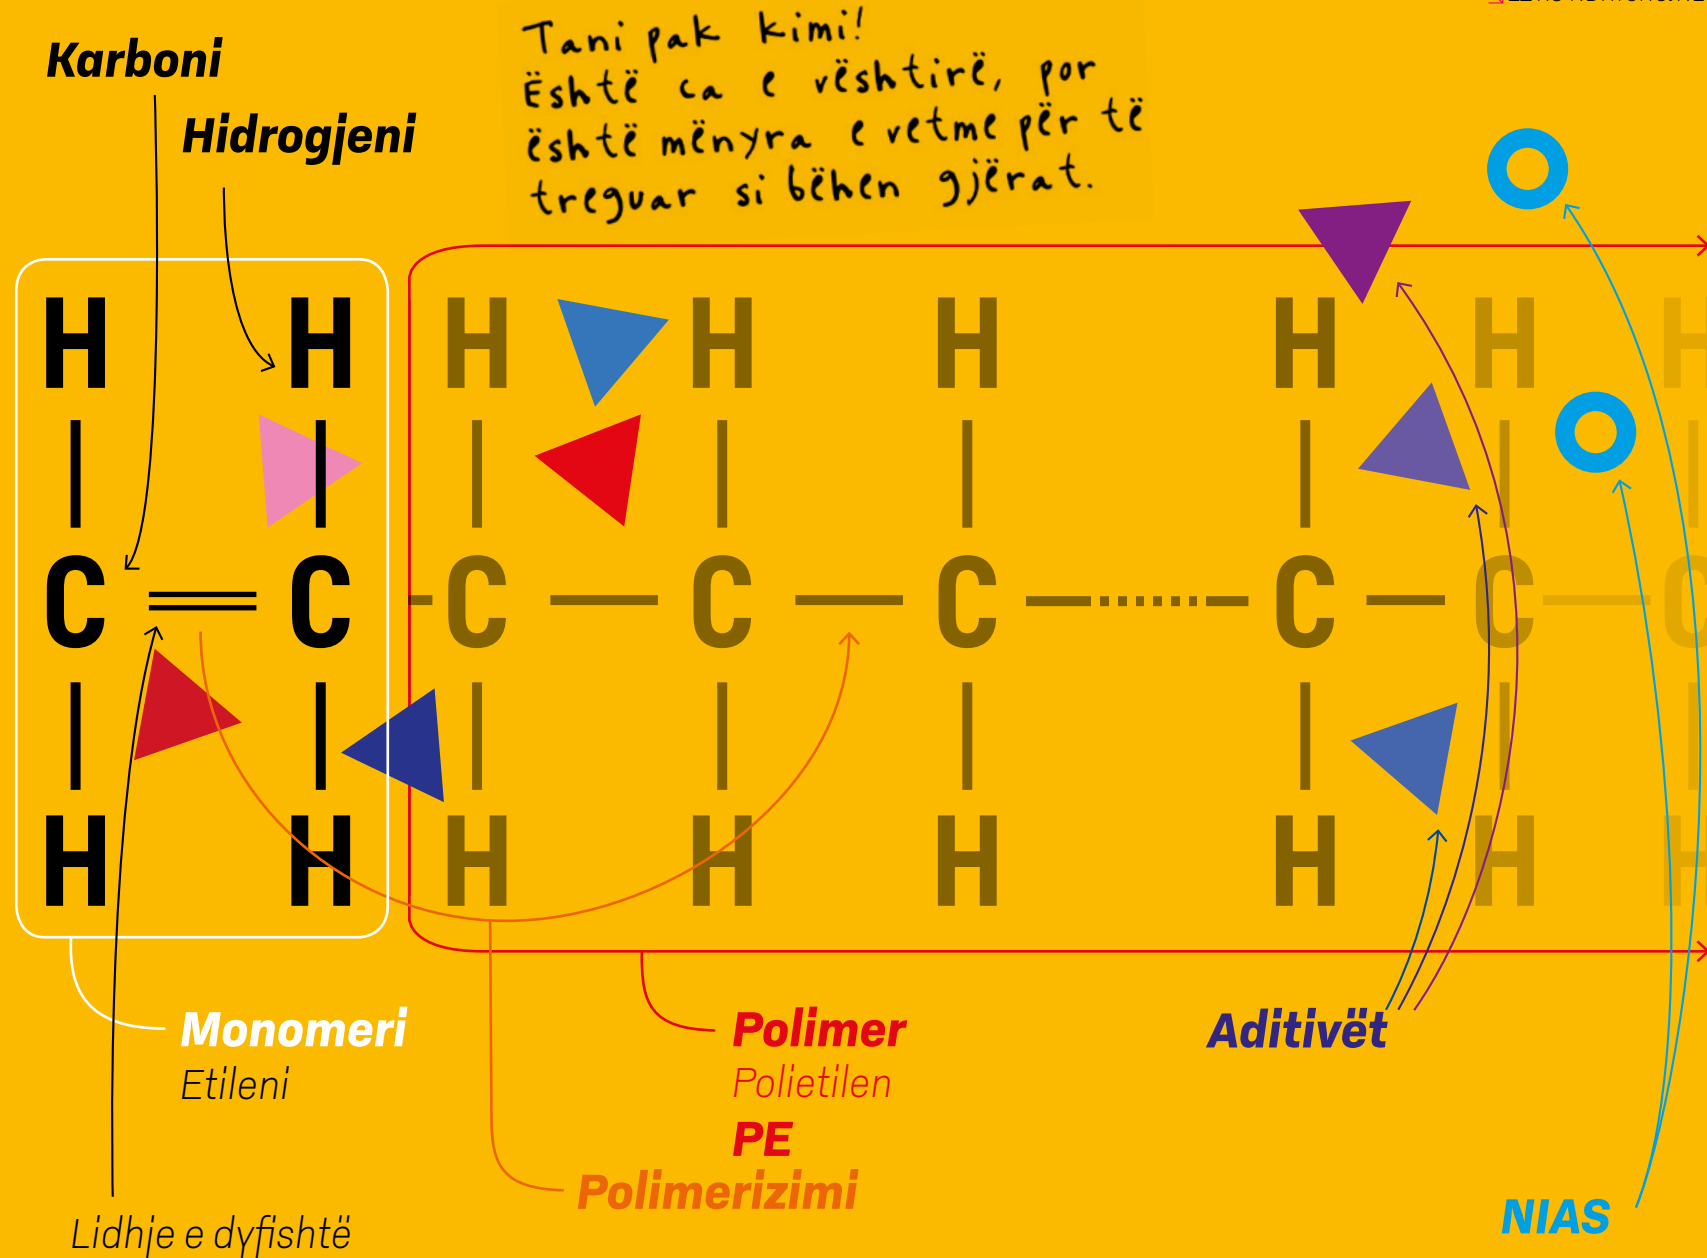 Karboni
Hidrogjeni
Tani pak kimi!
Është ca e vështirë, por
është mënyra e vetme për të
treguar si bëhen gjërat.
H H H H H H H H
C C C C C C C C
H H H H H H H H
Monomeri
Etileni
Polimer
Polietilen
PE
Polimerizimi
Aditivët
NIAS
Lidhje e dyfishtë